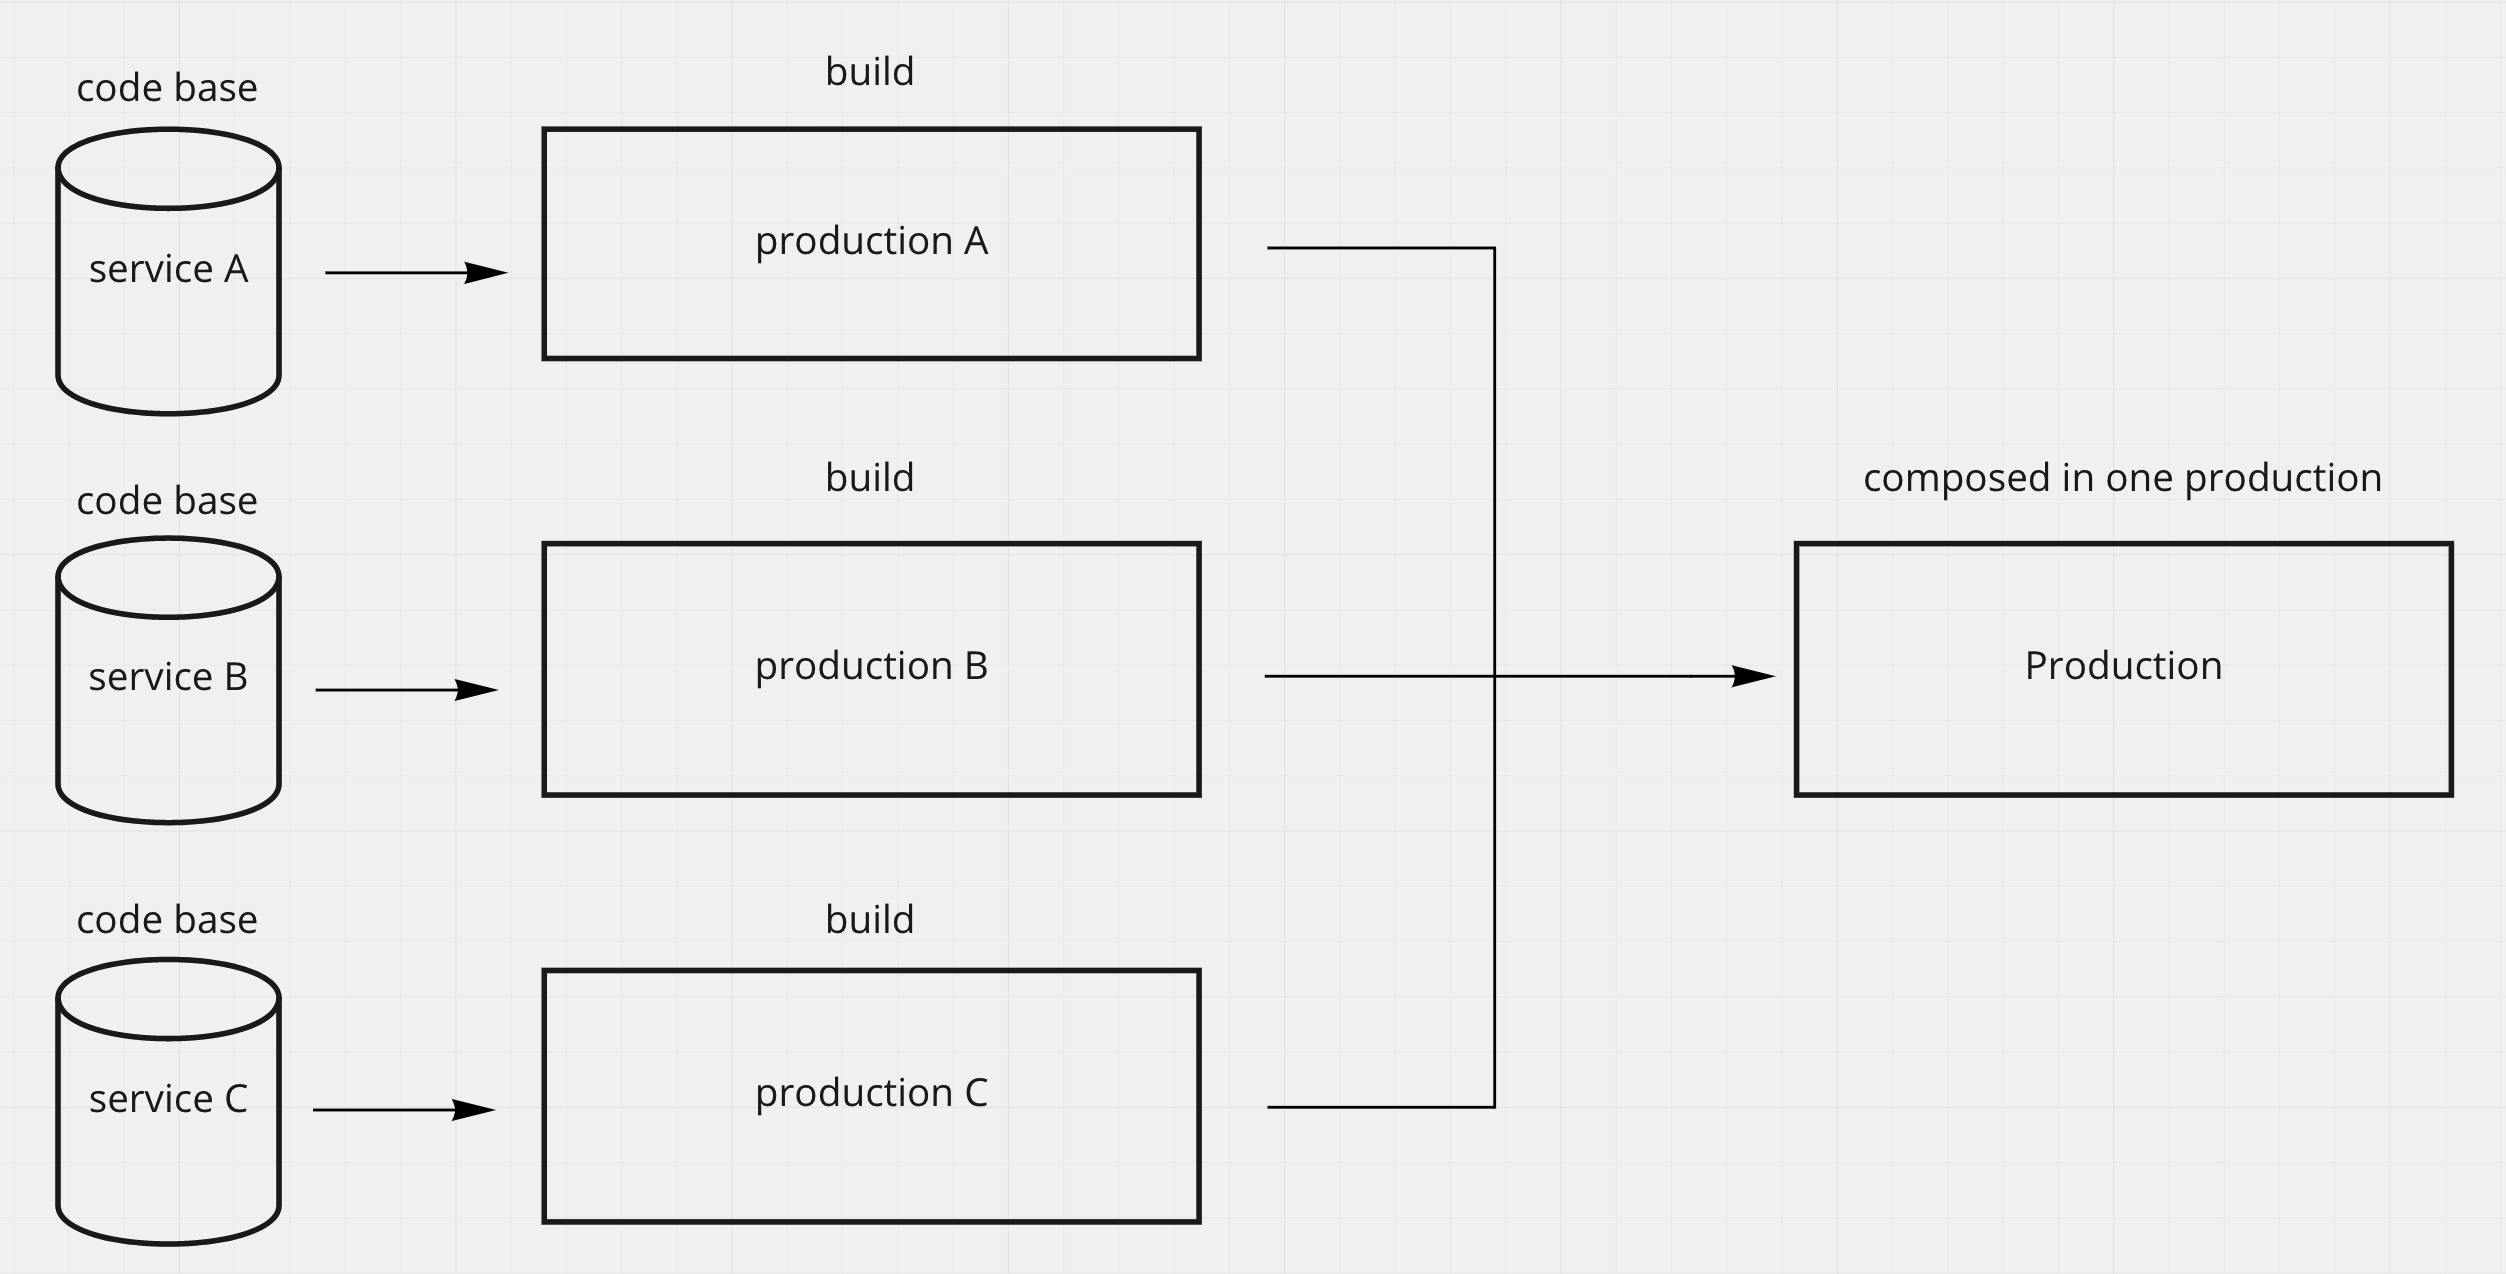 code base
service A
build
production A
code base
service B
build
production B
composed in one production
Production
code base
service C
build
production C